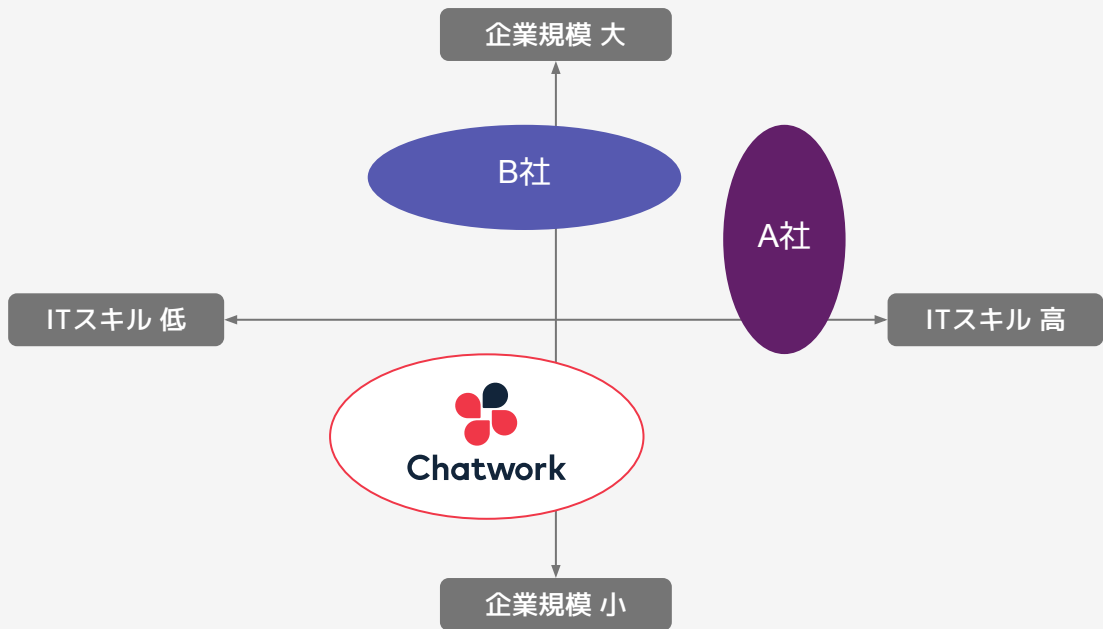 企業規模 大
B社
A社
ITスキル 低
ITスキル 高
Chatwork
企業規模 小